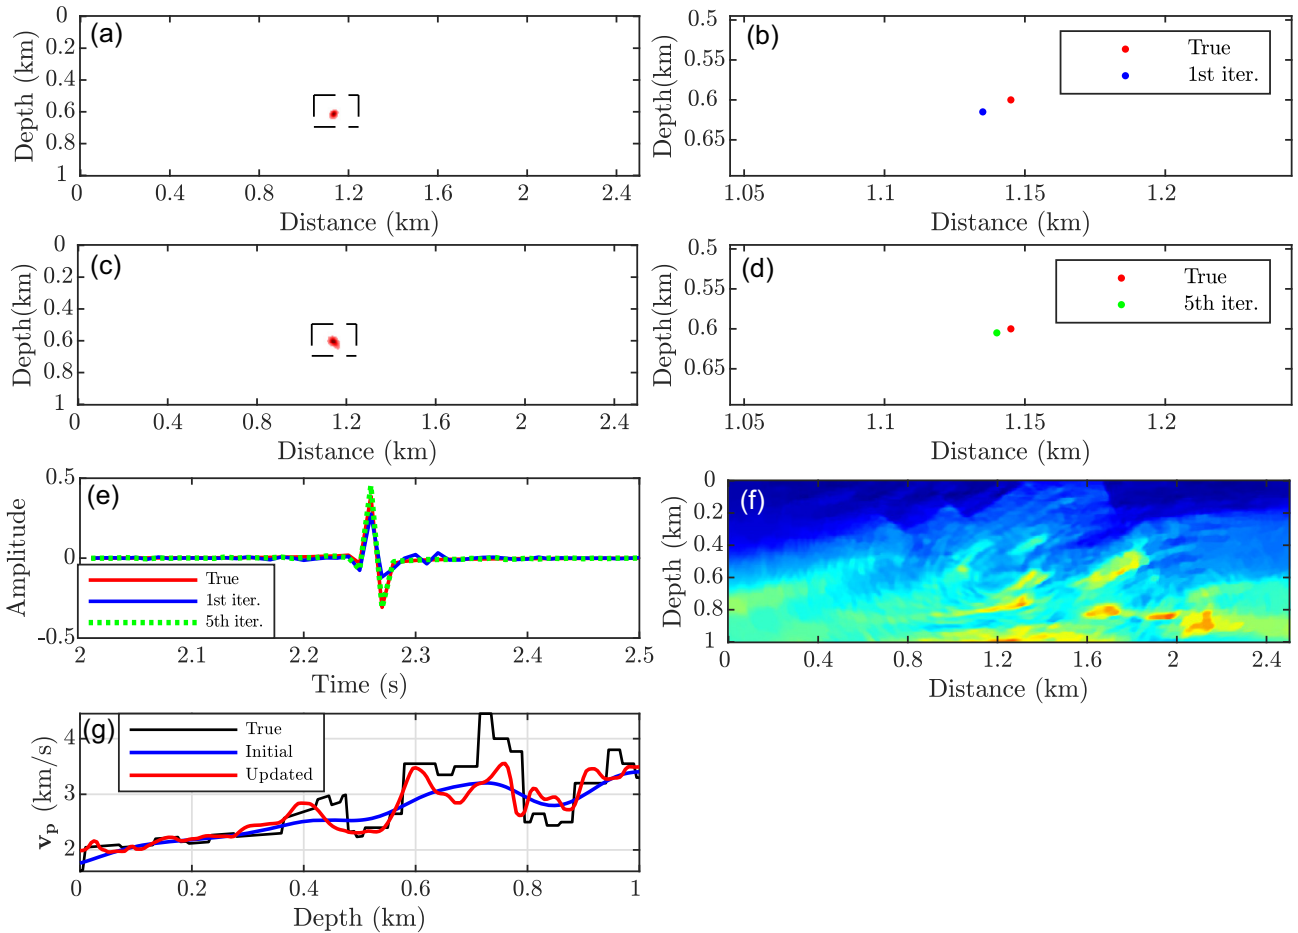 (a)
0
0.2
0.4
0.6
0.8
1
Depth (km)
0 0.4 0.8 1.2 1.6 2 2.4
Distance (km)
(b)
0.5
0.55
0.6
0.65
Depth(km)
True
1st iter.
1.05 1.1 1.15 1.2
Distance (km)
(c)
0
0.2
0.4
0.6
0.8
1
Depth(km)
0 0.4 0.8 1.2 1.6 2 2.4
Distance (km)
(d)
0.5
0.55
0.6
0.65
Depth(km)
True
5th iter.
1.05 1.1 1.15 1.2
Distance (km)
(e)
0.5
0
-0.5
Amplitude
True
1st iter.
5th iter.
2 2.1 2.2 2.3 2.4 2.5
Time (s)
(f)
0
0.2
0.4
0.6
0.8
1
Depth (km)
0 0.4 0.8 1.2 1.6 2 2.4
Distance (km)
(g)
4
3
2
vp (km/s)
True
Initial
Updated
0 0.2 0.4 0.6 0.8 1
Depth (km)